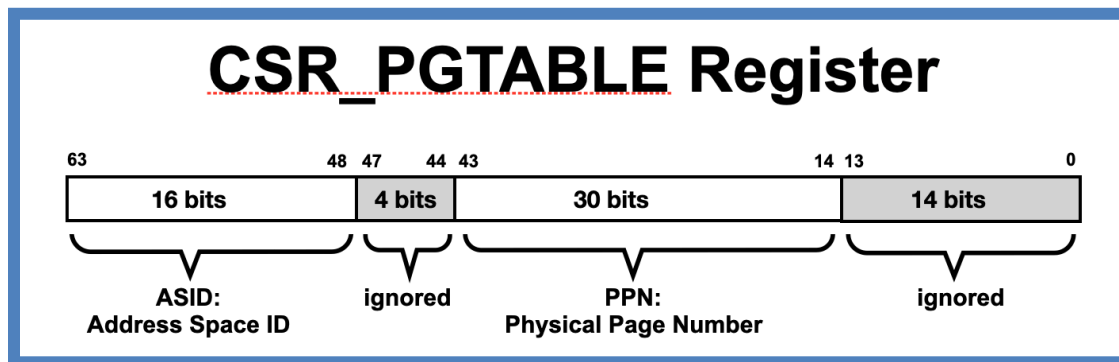 CSR_PGTABLE Register
63 48 47 44 43 14 13 0
16 bits 4 bits 30 bits 14 bits
ASID: ignored PPN: ignored
Address Space ID Physical Page Number